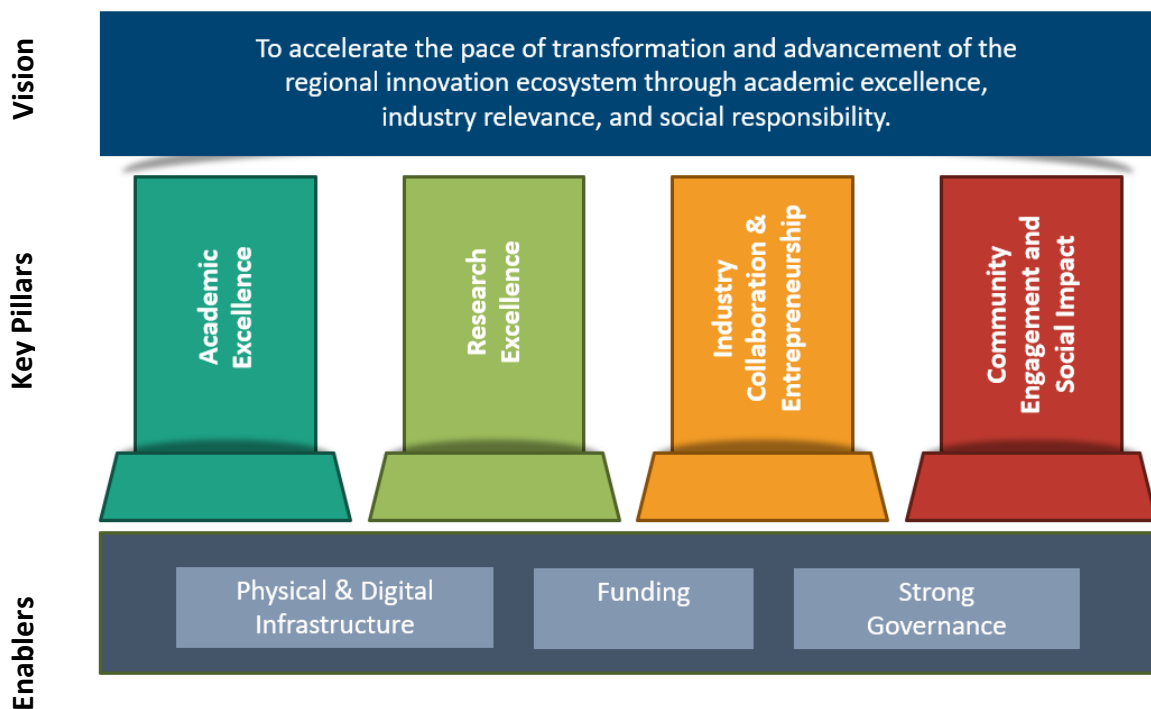 Vision
To accelerate the pace of transformation and advancement of the
regional innovation ecosystem through academic excellence,
industry relevance, and social responsibility.
Key Pillars
Academic
Excellence
Research
Excellence
Industry
Collaboration &
Entrepreneurship
Community
Engagement and
Social Impact
Enablers
Physical & Digital
Infrastructure
Funding
Strong
Governance